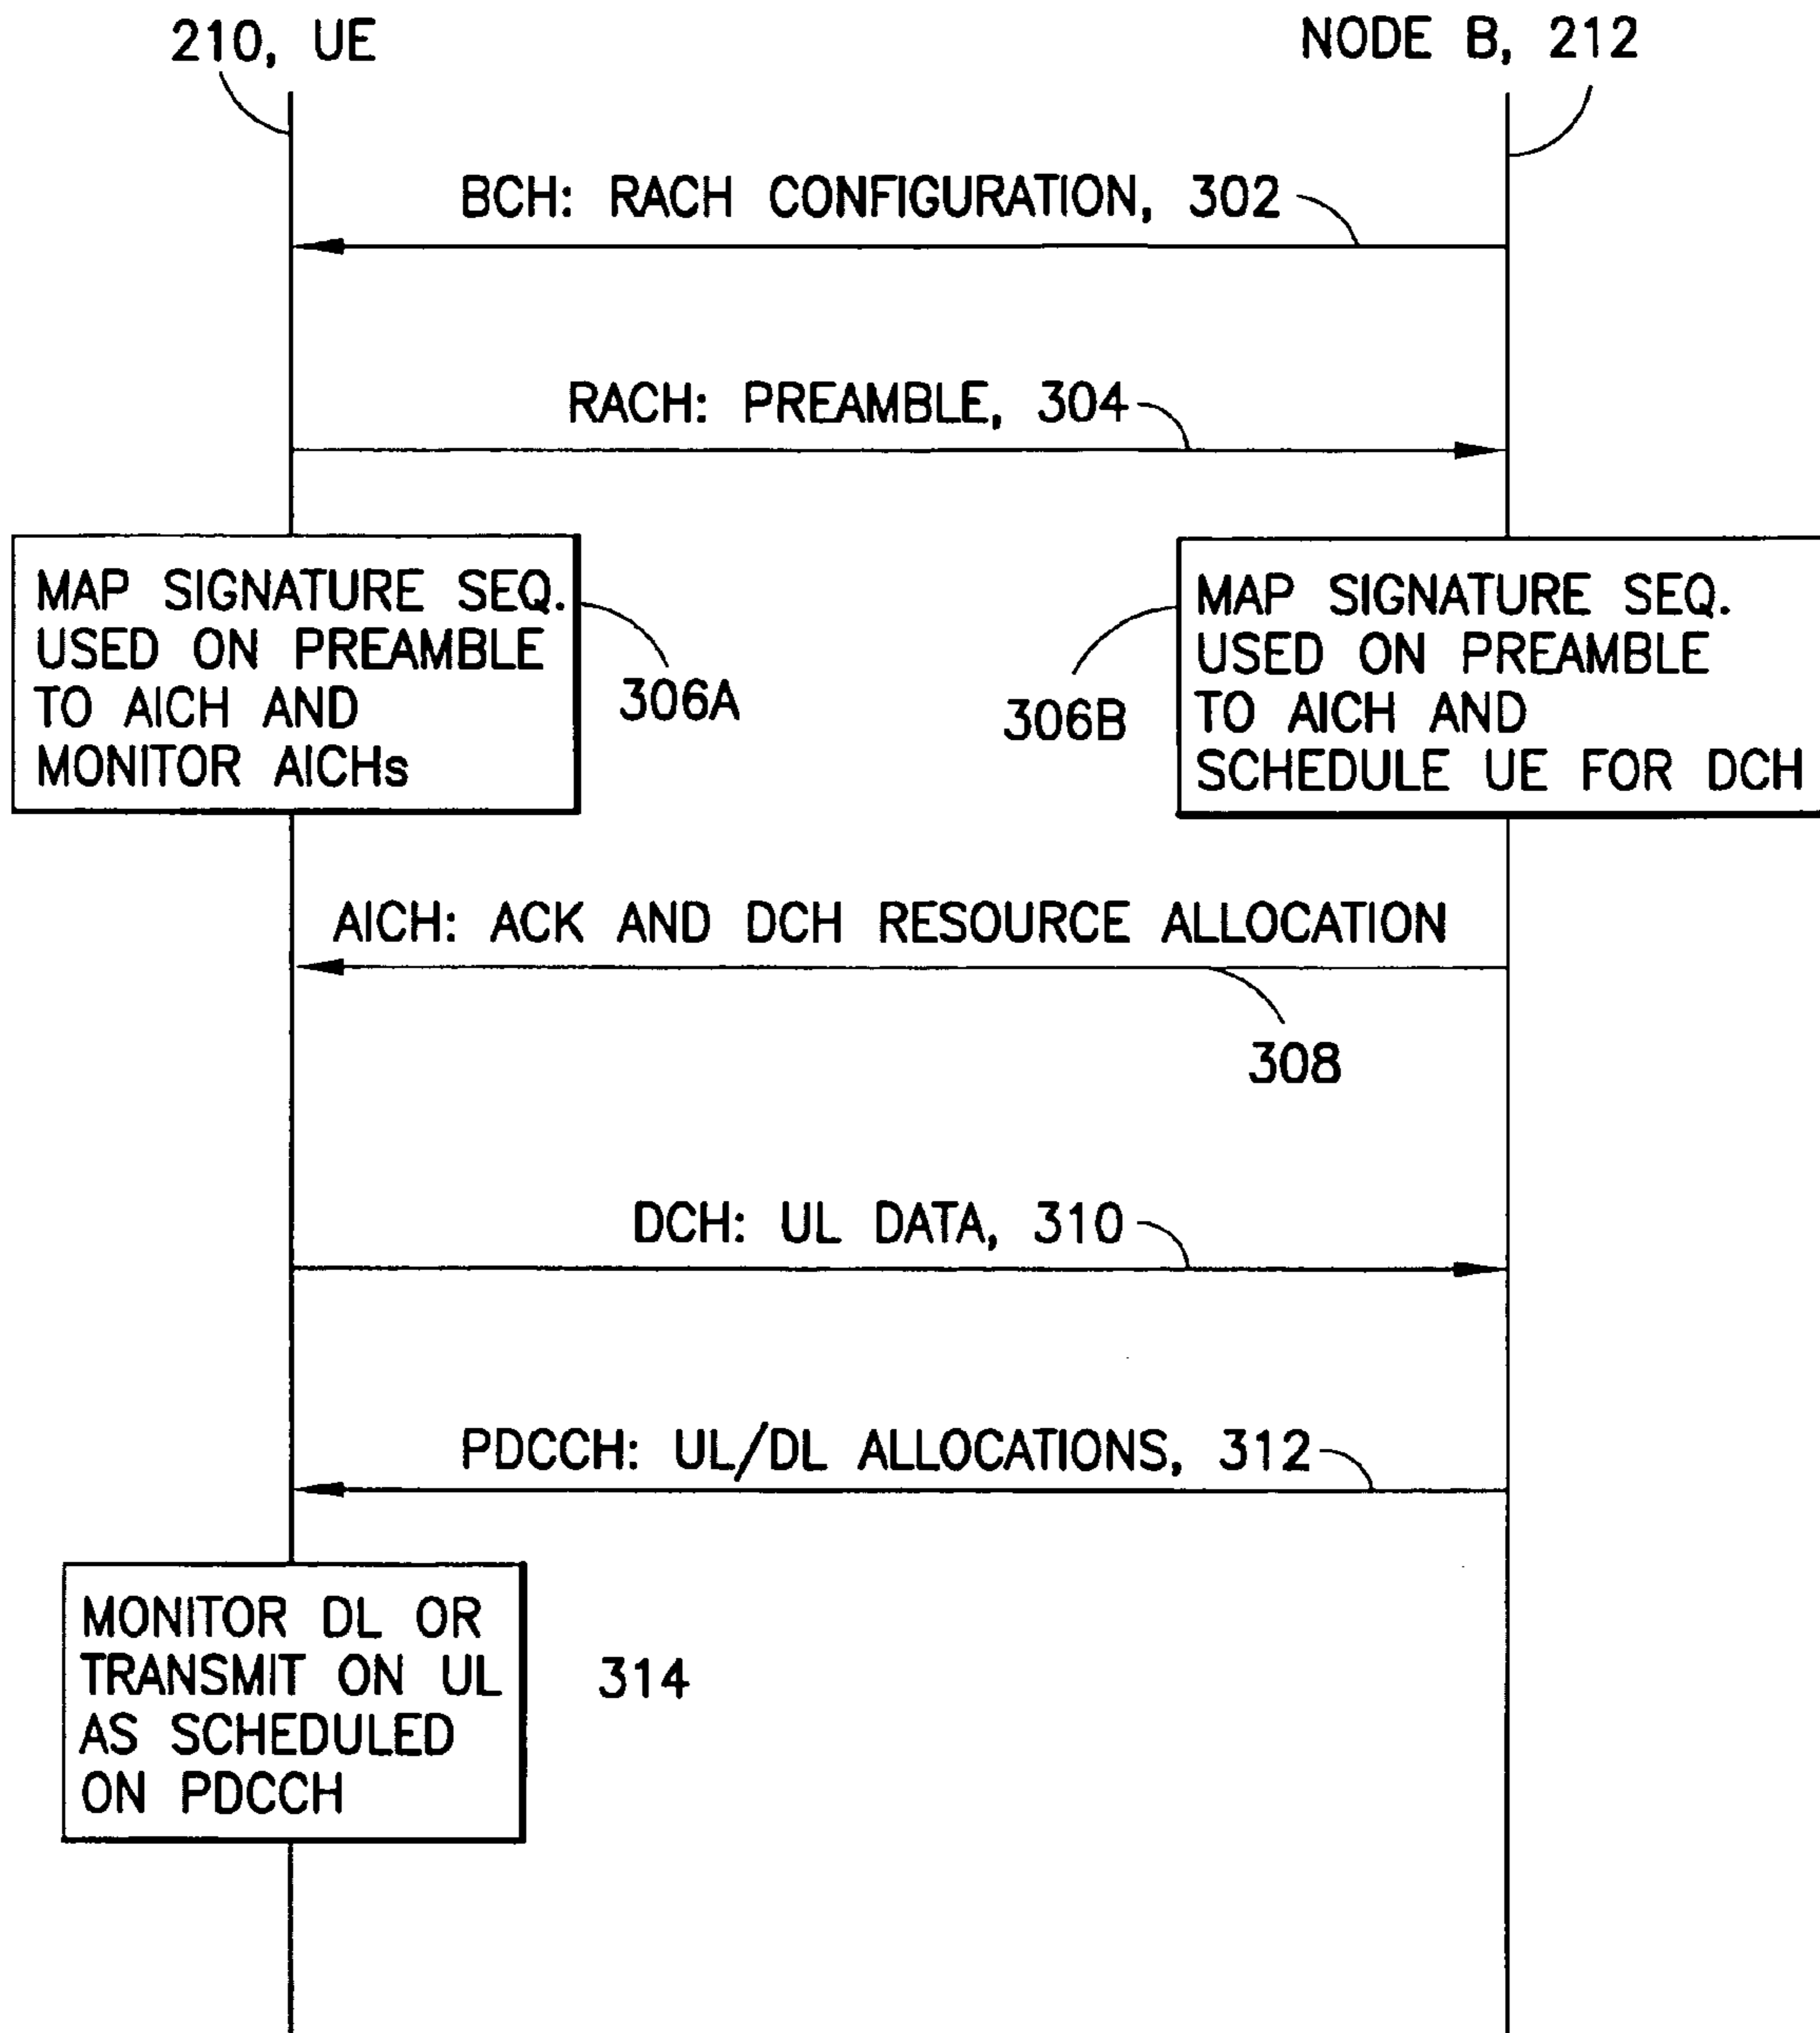 210, UE
NODE B, 212
BCH: RACH CONFIGURATION, 302
RACH: PREAMBLE, 304
MAP SIGNATURE SEQ.
USED ON PREAMBLE
TO AICH AND
MONITOR AICHs
306A
MAP SIGNATURE SEQ.
USED ON PREAMBLE
TO AICH AND
SCHEDULE UE FOR DCH
306B
AICH: ACK AND DCH RESOURCE ALLOCATION
308
DCH: UL DATA, 310
PDCCH: UL/DL ALLOCATIONS, 312
MONITOR DL OR
TRANSMIT ON UL
AS SCHEDULED
ON PDCCH
314